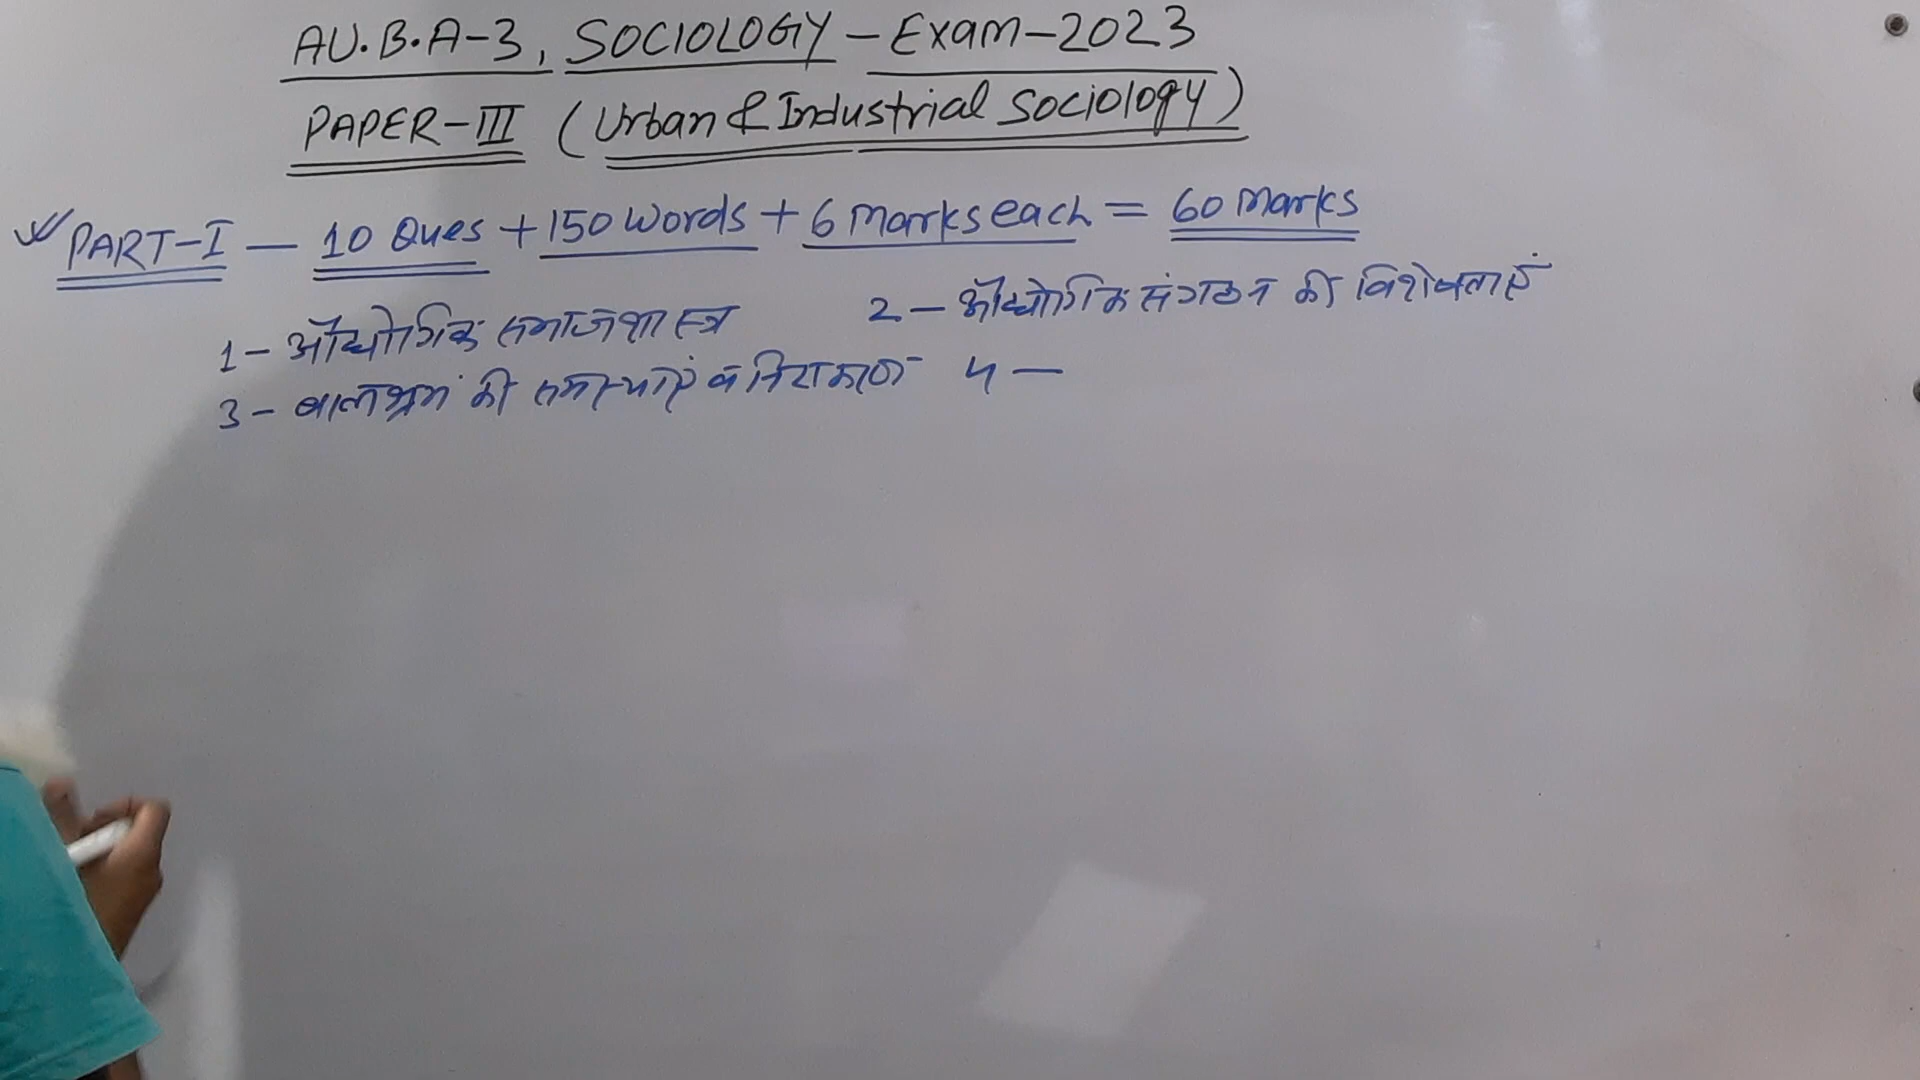 AU.B.A-3, SOCIOLOGY - Exam-2023
PAPER-III (Urban & Industrial Sociology)
PART-I - 10 Ques + 150 words + 6 marks each = 60 marks
1- औद्योगिक समाजशास्त्र 2- औद्योगिक संगठन की विशेषताएं
3- बालश्रम की समस्याएं व निराकरण 4-